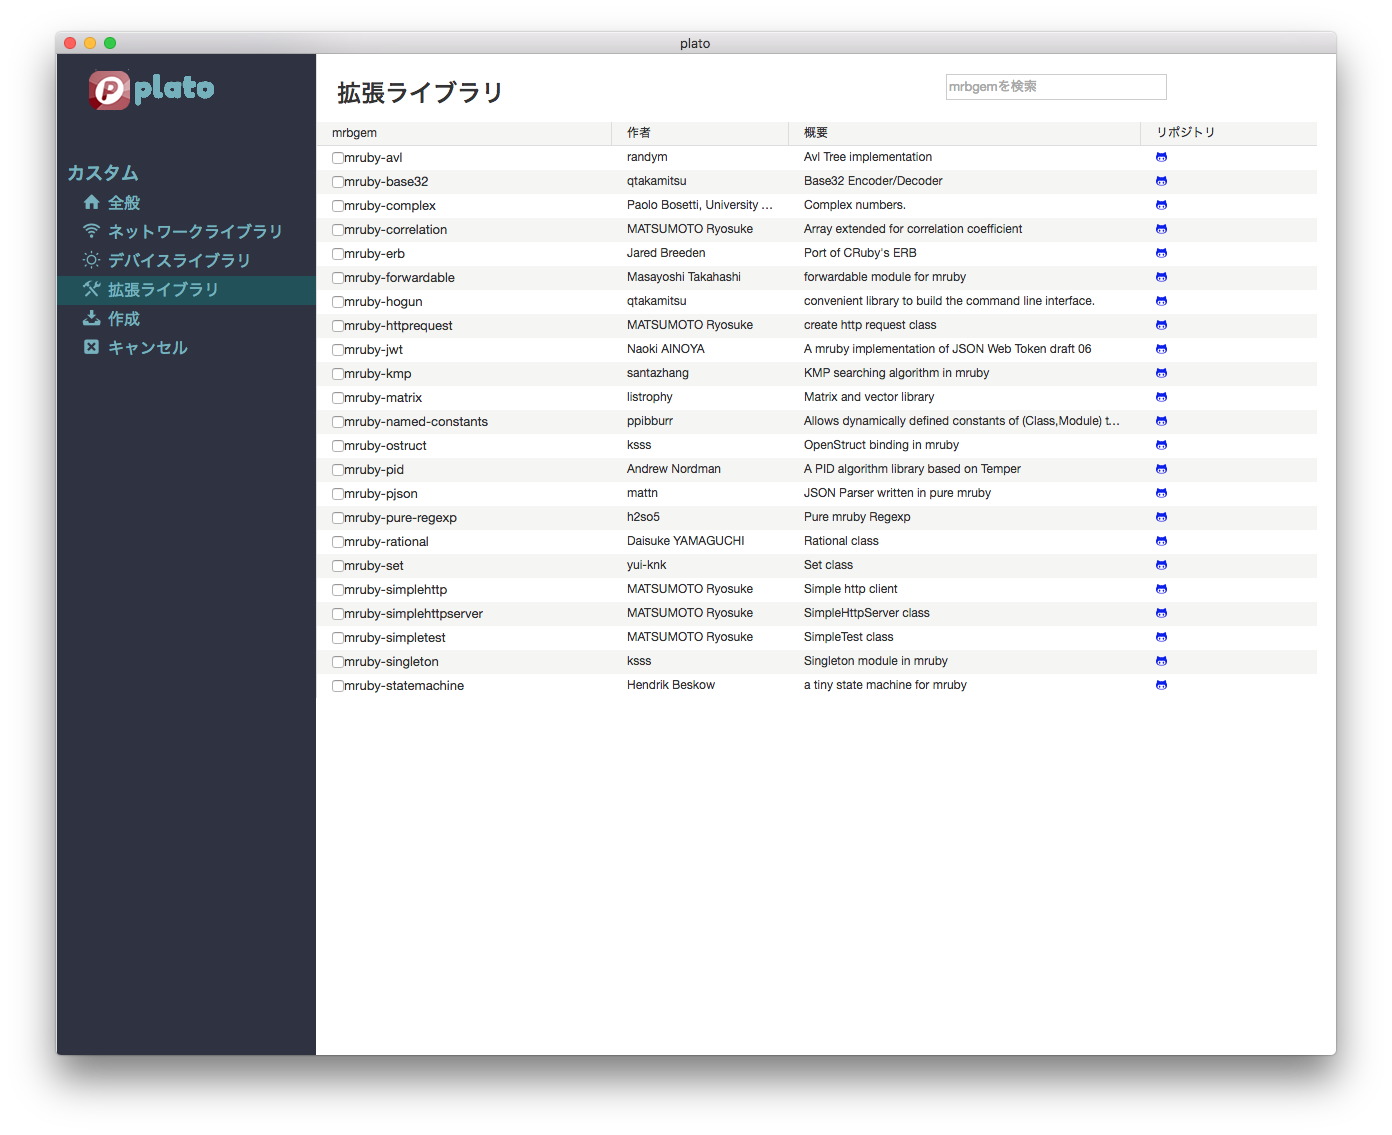 plato
plato
カスタム
全般
ネットワークライブラリ
デバイスライブラリ
拡張ライブラリ
作成
キャンセル
拡張ライブラリ
mrbgemを検索
mrbgem 作者 概要 リポジトリ
mruby-avl randym Avl Tree implementation
mruby-base32 qtakamitsu Base32 Encoder/Decoder
mruby-complex Paolo Bosetti, University ... Complex numbers.
mruby-correlation MATSUMOTO Ryosuke Array extended for correlation coefficient
mruby-erb Jared Breeden Port of CRuby's ERB
mruby-forwardable Masayoshi Takahashi forwardable module for mruby
mruby-hogun qtakamitsu convenient library to build the command line interface.
mruby-httprequest MATSUMOTO Ryosuke create http request class
mruby-jwt Naoki AINOYA A mruby implementation of JSON Web Token draft 06
mruby-kmp santazhang KMP searching algorithm in mruby
mruby-matrix listrophy Matrix and vector library
mruby-named-constants ppibburr Allows dynamically defined constants of (Class,Module) t...
mruby-ostruct ksss OpenStruct binding in mruby
mruby-pid Andrew Nordman A PID algorithm library based on Temper
mruby-pjson mattn JSON Parser written in pure mruby
mruby-pure-regexp h2so5 Pure mruby Regexp
mruby-rational Daisuke YAMAGUCHI Rational class
mruby-set yui-knk Set class
mruby-simplehttp MATSUMOTO Ryosuke Simple http client
mruby-simplehttpserver MATSUMOTO Ryosuke SimpleHttpServer class
mruby-simpletest MATSUMOTO Ryosuke SimpleTest class
mruby-singleton ksss Singleton module in mruby
mruby-statemachine Hendrik Beskow a tiny state machine for mruby